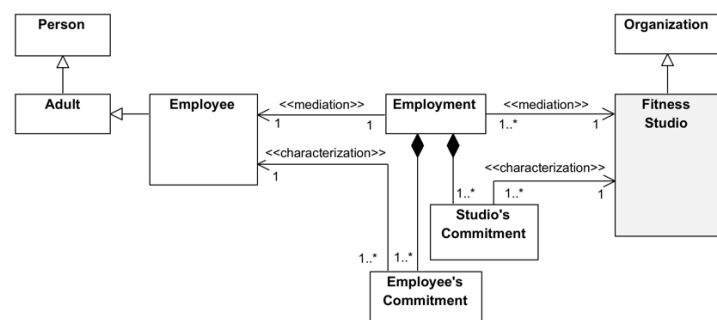 Person
Organization
Adult
Employee
<<mediation>>
Employment
<<mediation>>
Fitness
Studio
1
1
1..*
1
<<characterization>>
<<characterization>>
1
1..*
1..*
1
Studio's
Commitment
1..*
1..*
Employee's
Commitment